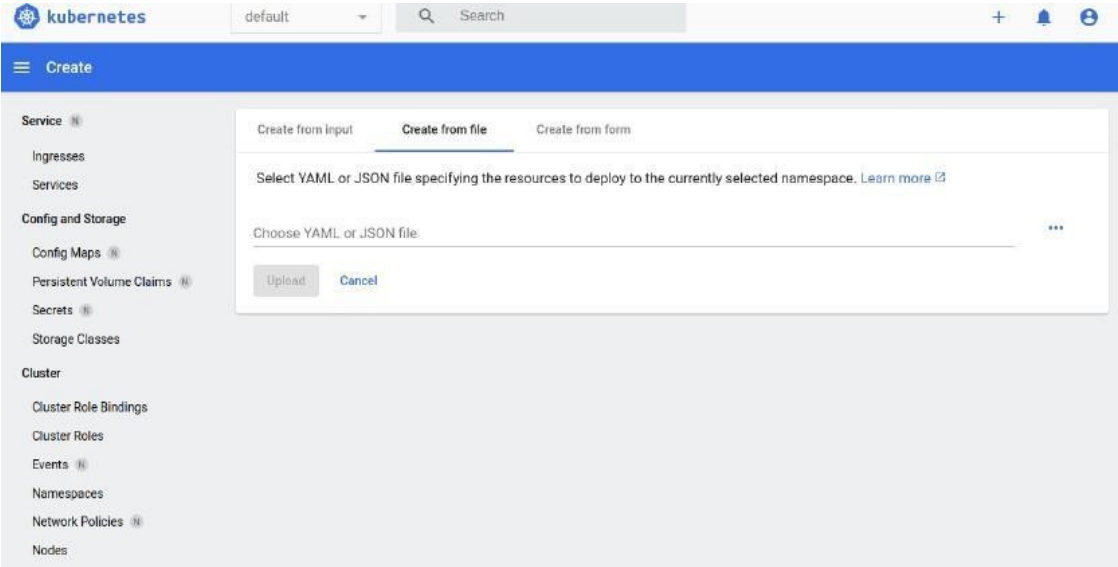 kubernetes
default
Search
Create
Service N
Ingresses
Services
Config and Storage
Config Maps N
Persistent Volume Claims N
Secrets N
Storage Classes
Cluster
Cluster Role Bindings
Cluster Roles
Events N
Namespaces
Network Policies N
Nodes
Create from input
Create from file
Create from form
Select YAML or JSON file specifying the resources to deploy to the currently selected namespace. Learn more
Choose YAML or JSON file
Upload
Cancel